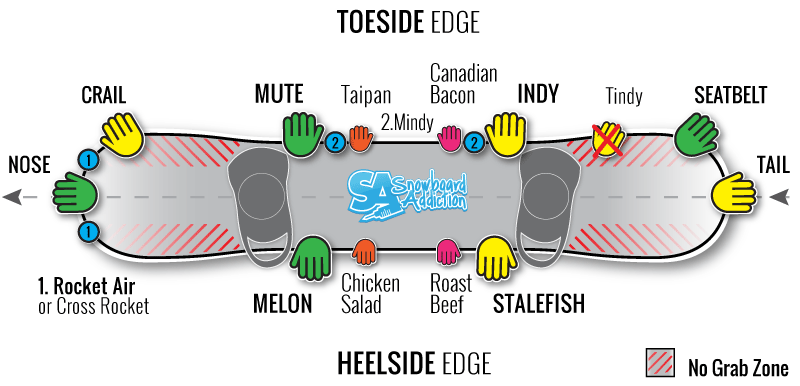 TOESIDE EDGE
CRAIL
MUTE
Taipan
2.Mindy
Canadian
Bacon
INDY
Tindy
SEATBELT
1
2
2
NOSE
TAIL
SA Snowboard
Addiction
1
1. Rocket Air
or Cross Rocket
MELON
Chicken
Salad
Roast
Beef
STALEFISH
HEELSIDE EDGE
No Grab Zone